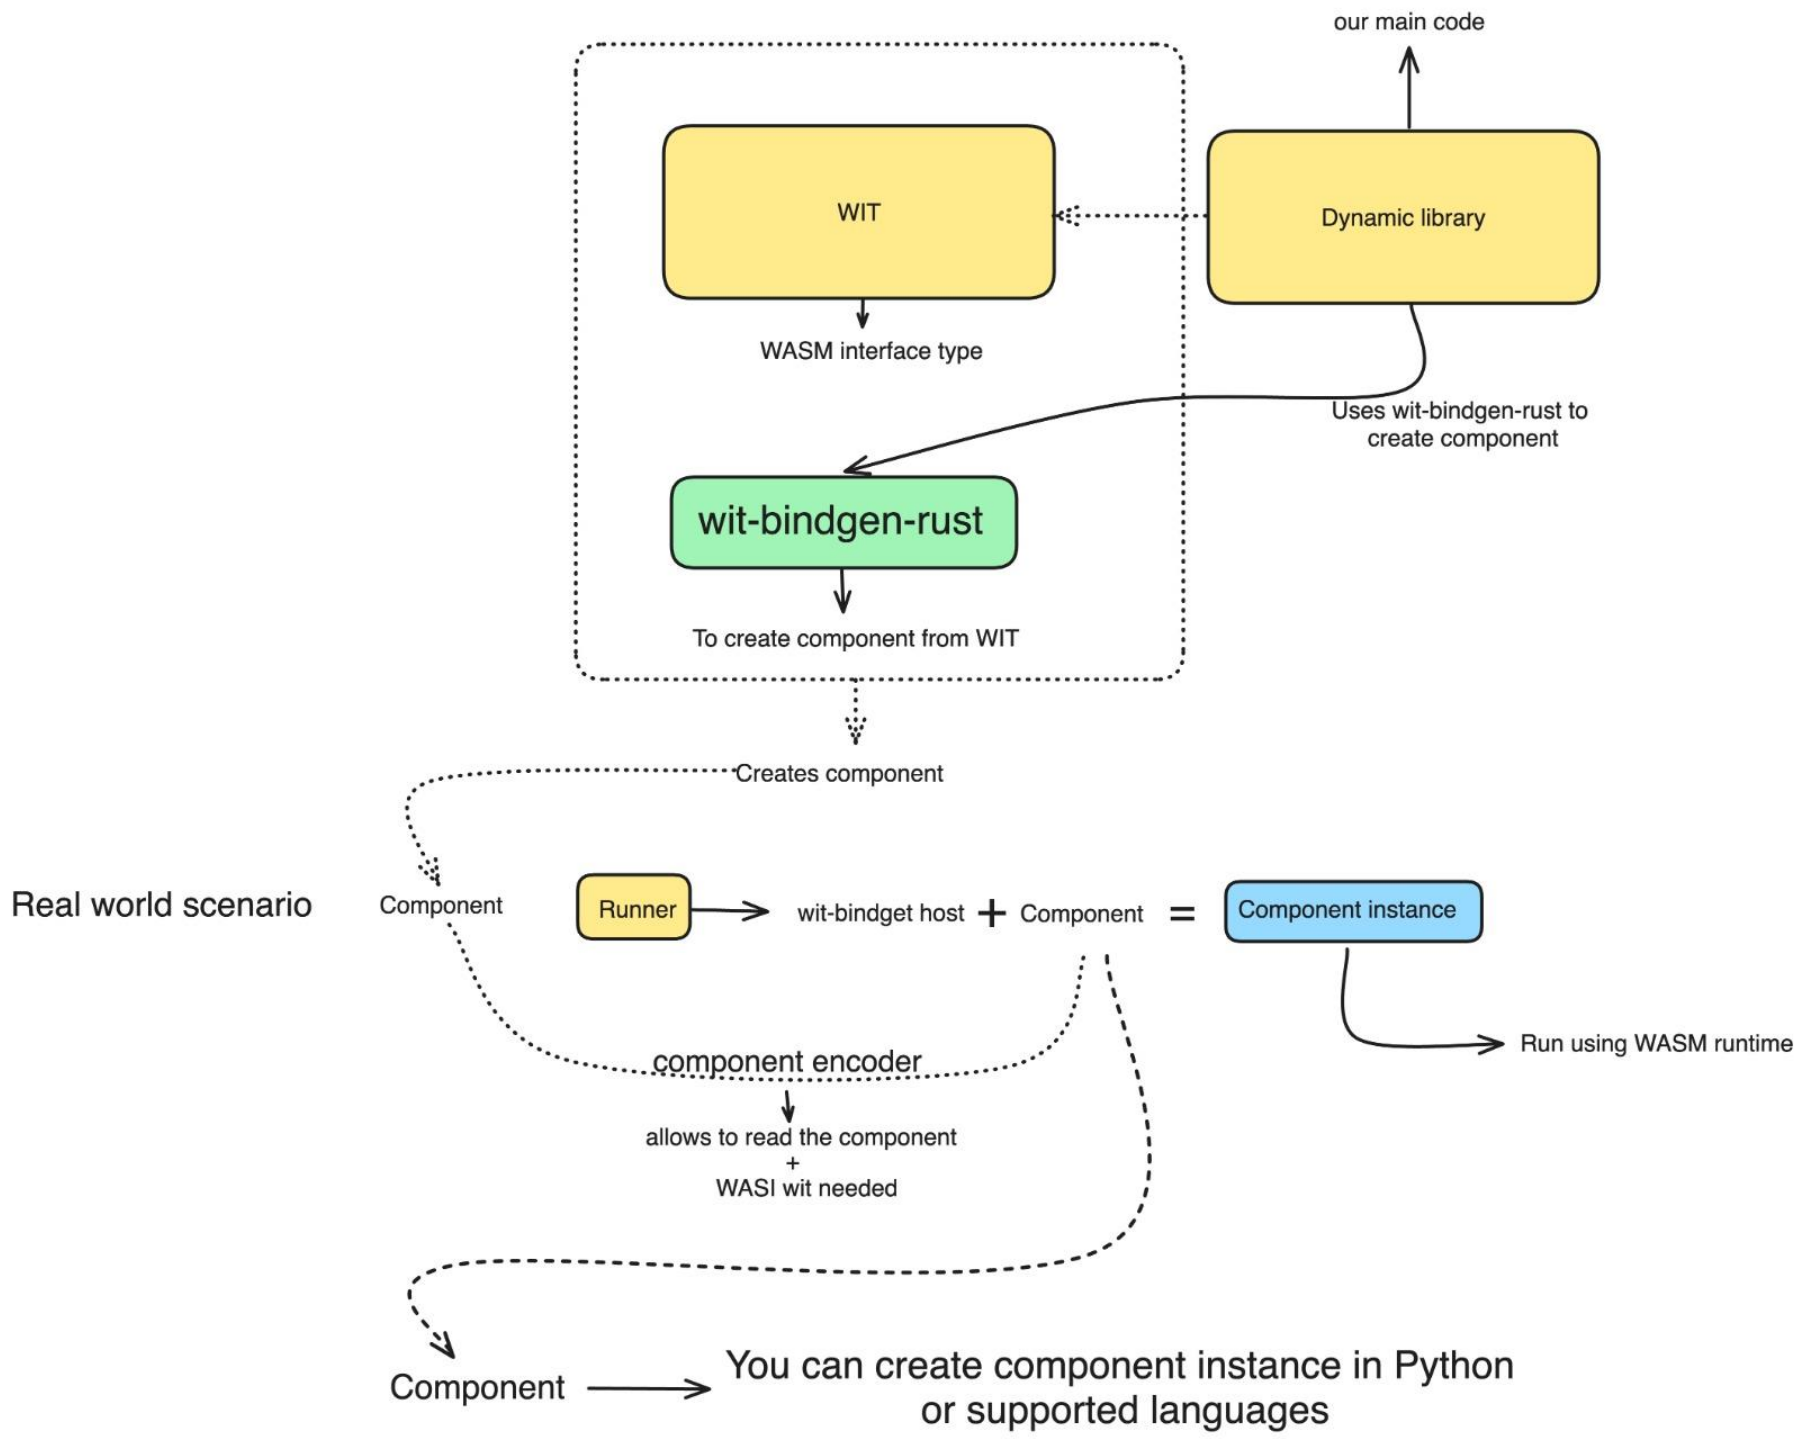 our main code
WIT
Dynamic library
WASM interface type
Uses wit-bindgen-rust to
create component
wit-bindgen-rust
To create component from WIT
Creates component
Real world scenario
Component
Runner
wit-bindget host + Component = Component instance
Run using WASM runtime
component encoder
allows to read the component
+
WASI wit needed
Component
You can create component instance in Python
or supported languages